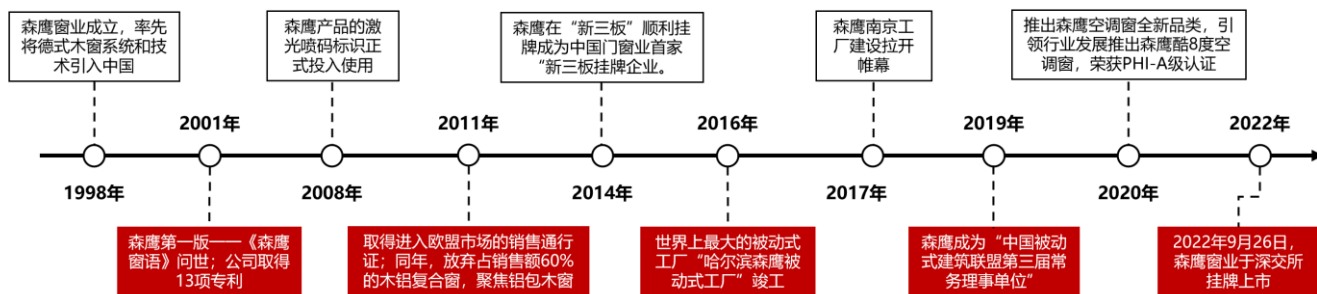 森鹰窗业成立，率先
将德式木窗系统和技
术引入中国
森鹰产品的激
光喷码标识正
式投入使用
森鹰在“新三板”顺利挂
牌成为中国门窗业首家
“新三板挂牌企业。
森鹰南京工
厂建设拉开
帷幕
推出森鹰空调窗全新品类，引
领行业发展推出森鹰酷8度空
调窗，荣获PHI-A级认证
2001年
2011年
2016年
2019年
2022年
1998年
2008年
2014年
2017年
2020年
森鹰第一版——《森鹰
窗语》问世；公司取得
13项专利
取得进入欧盟市场的销售通行
证；同年，放弃占销售额60%
的木铝复合窗，聚焦铝包木窗
世界上最大的被动式
工厂“哈尔滨森鹰被
动式工厂”竣工
森鹰成为“中国被动
式建筑联盟第三届常
务理事单位”
2022年9月26日，
森鹰窗业于深交所
挂牌上市